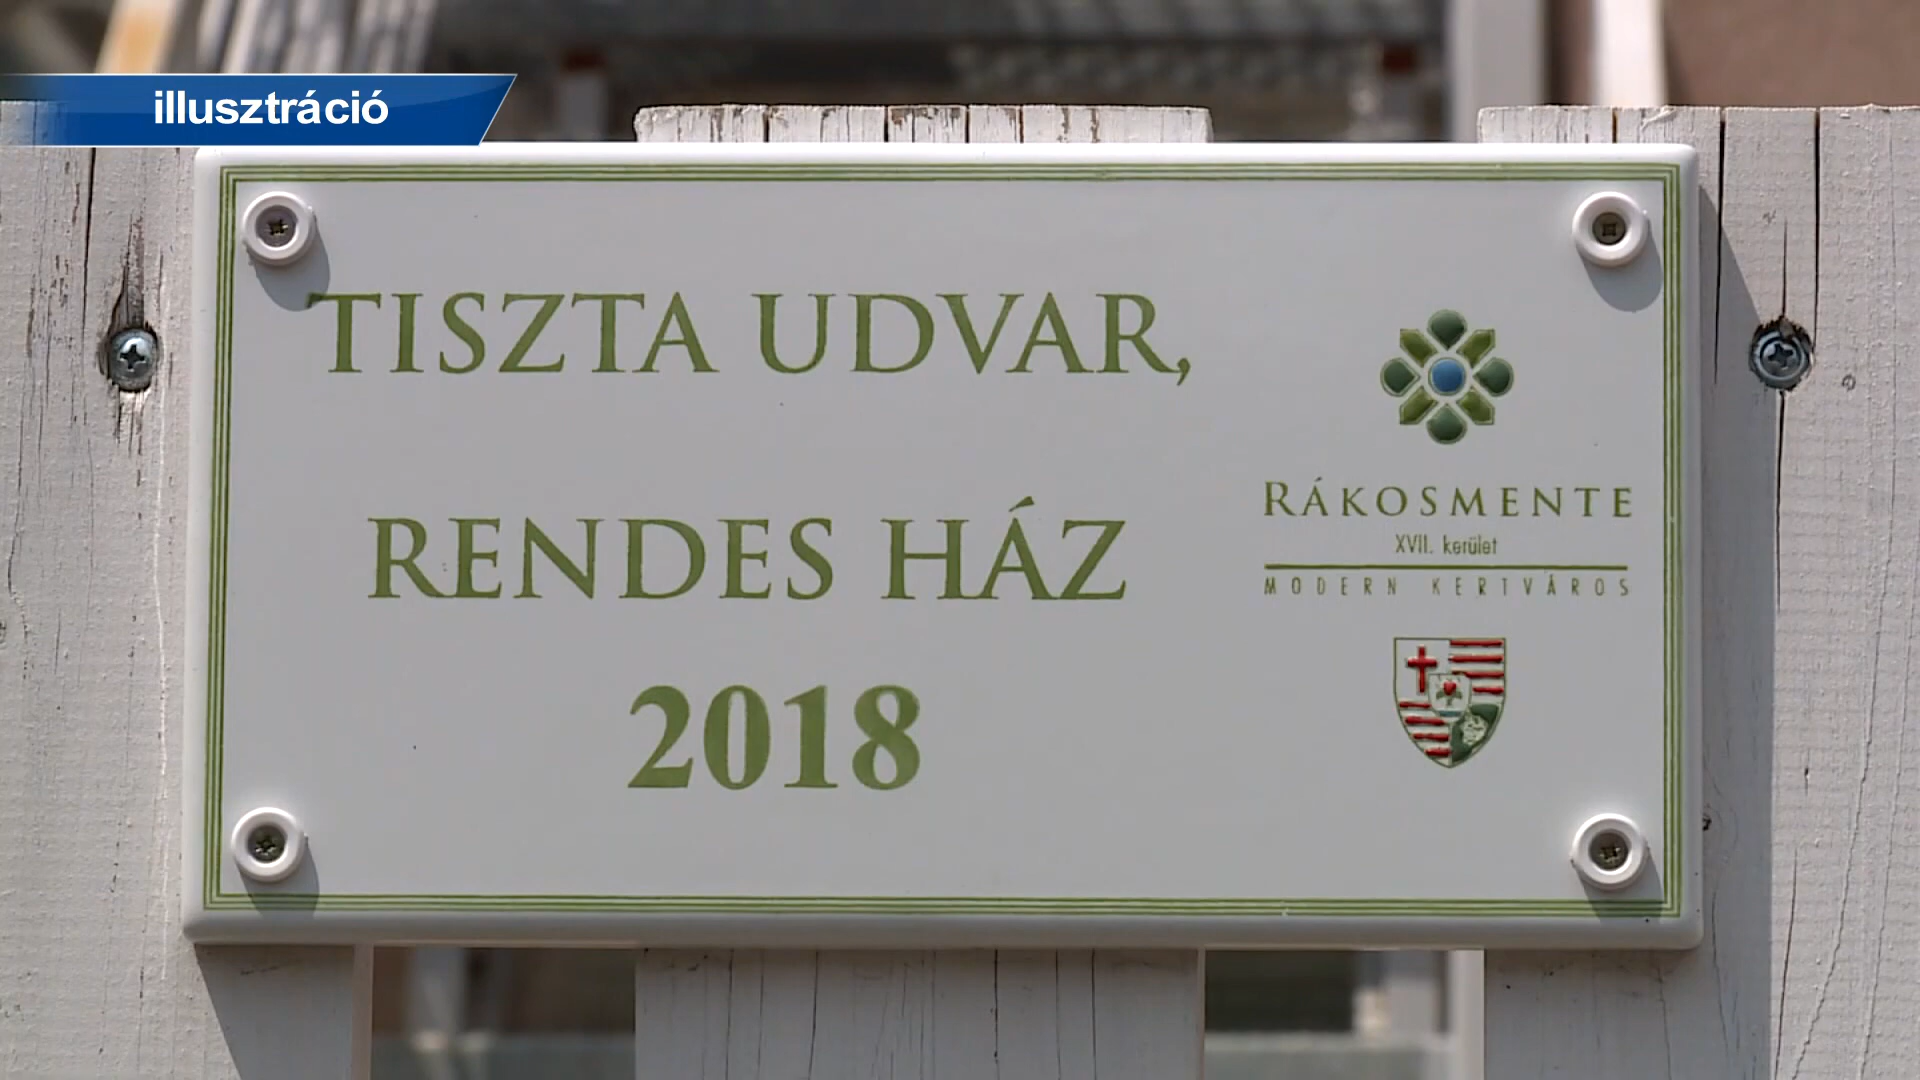 illusztráció
TISZTA UDVAR,
RENDES HÁZ
2018
RÁKOSMENTE
XVII. kerület
MODERN KERTVÁROS